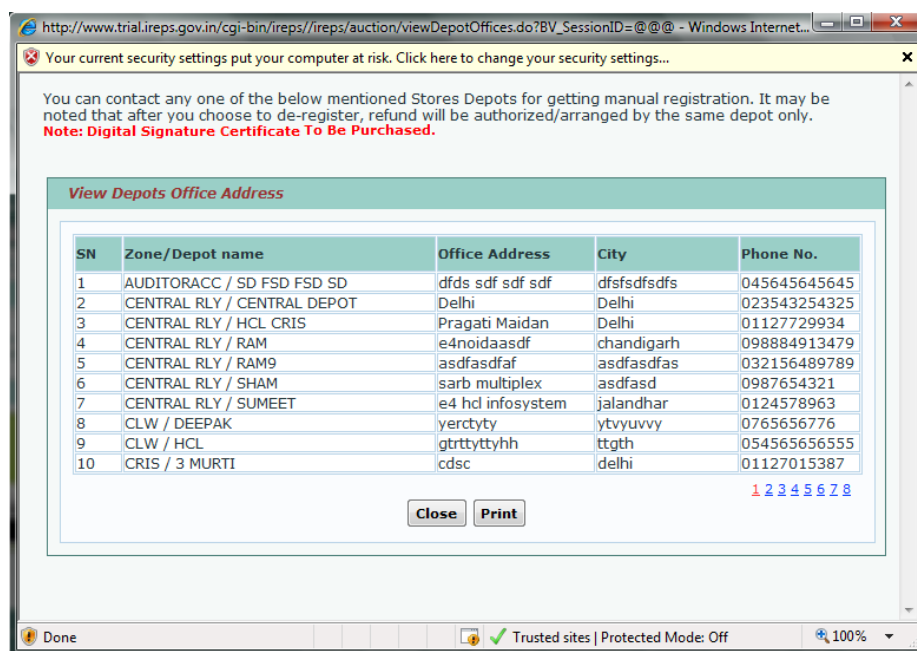 http://www.trial.ireps.gov.in/cgi-bin/ireps//ireps/auction/viewDepotOffices.do?BV_SessionID=@@@ - Windows Internet...
Your current security settings put your computer at risk. Click here to change your security settings...
You can contact any one of the below mentioned Stores Depots for getting manual registration. It may be
noted that after you choose to de-register, refund will be authorized/arranged by the same depot only.
Note: Digital Signature Certificate To Be Purchased.
View Depots Office Address
SN Zone/Depot name Office Address City Phone No.
1 AUDITORACC / SD FSD FSD SD dfds sdf sdf sdf dfsfsdfsdfs 045645645645
2 CENTRAL RLY / CENTRAL DEPOT Delhi Delhi 023543254325
3 CENTRAL RLY / HCL CRIS Pragati Maidan Delhi 01127729934
4 CENTRAL RLY / RAM e4noidaasdf chandigarh 098884913479
5 CENTRAL RLY / RAM9 asdfasdfaf asdfasdfas 032156489789
6 CENTRAL RLY / SHAM sarb multiplex asdfasd 0987654321
7 CENTRAL RLY / SUMEET e4 hcl infosystem jalandhar 0124578963
8 CLW / DEEPAK yerctyty ytvyuvvy 0765656776
9 CLW / HCL gtrttyttyhh ttgth 054565656555
10 CRIS / 3 MURTI cdsc delhi 01127015387
1 2 3 4 5 6 7 8
Close Print
Done Trusted sites | Protected Mode: Off 100%